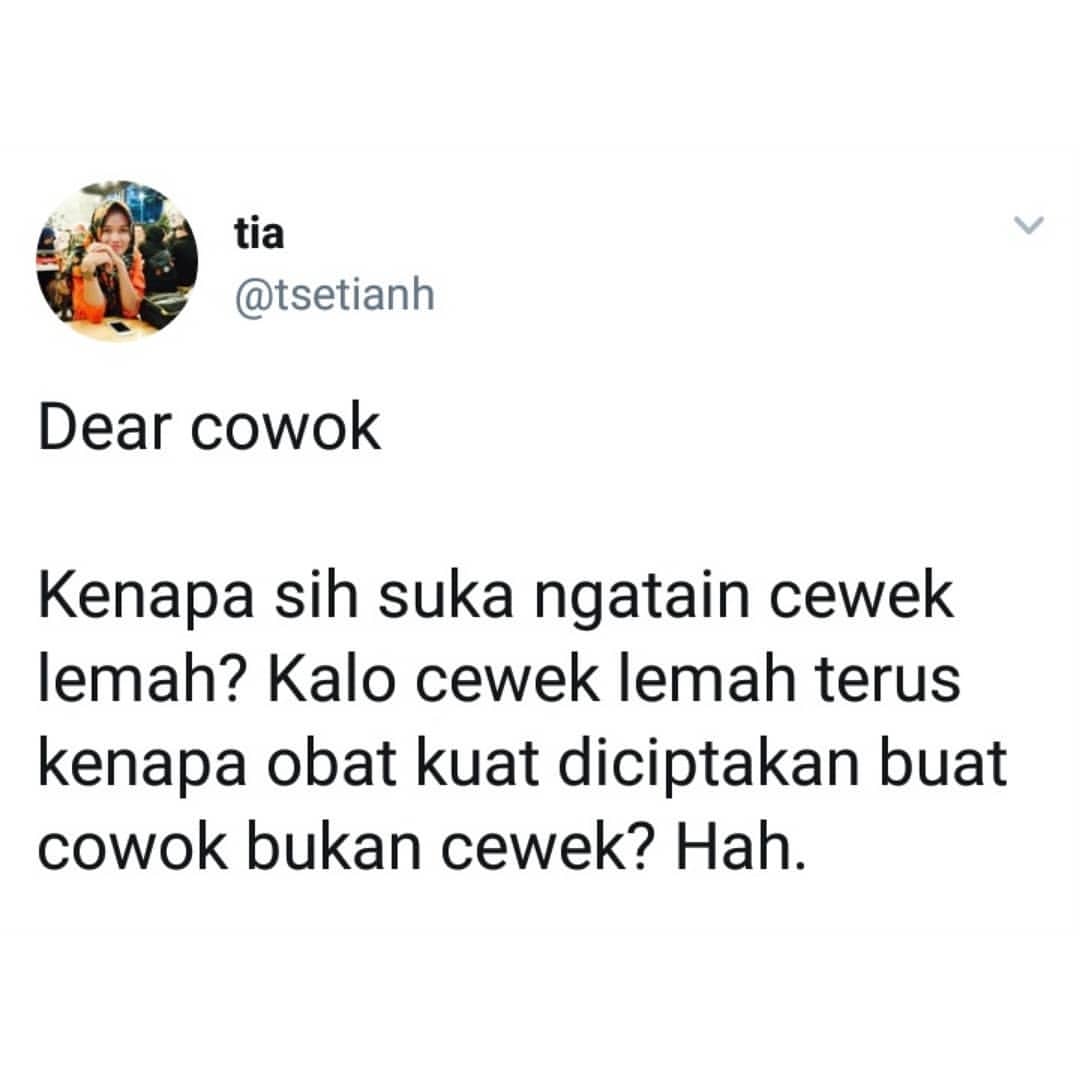 tia
@tsetianh
Dear cowok
Kenapa sih suka ngatain cewek
lemah? Kalo cewek lemah terus
kenapa obat kuat diciptakan buat
cowok bukan cewek? Hah.